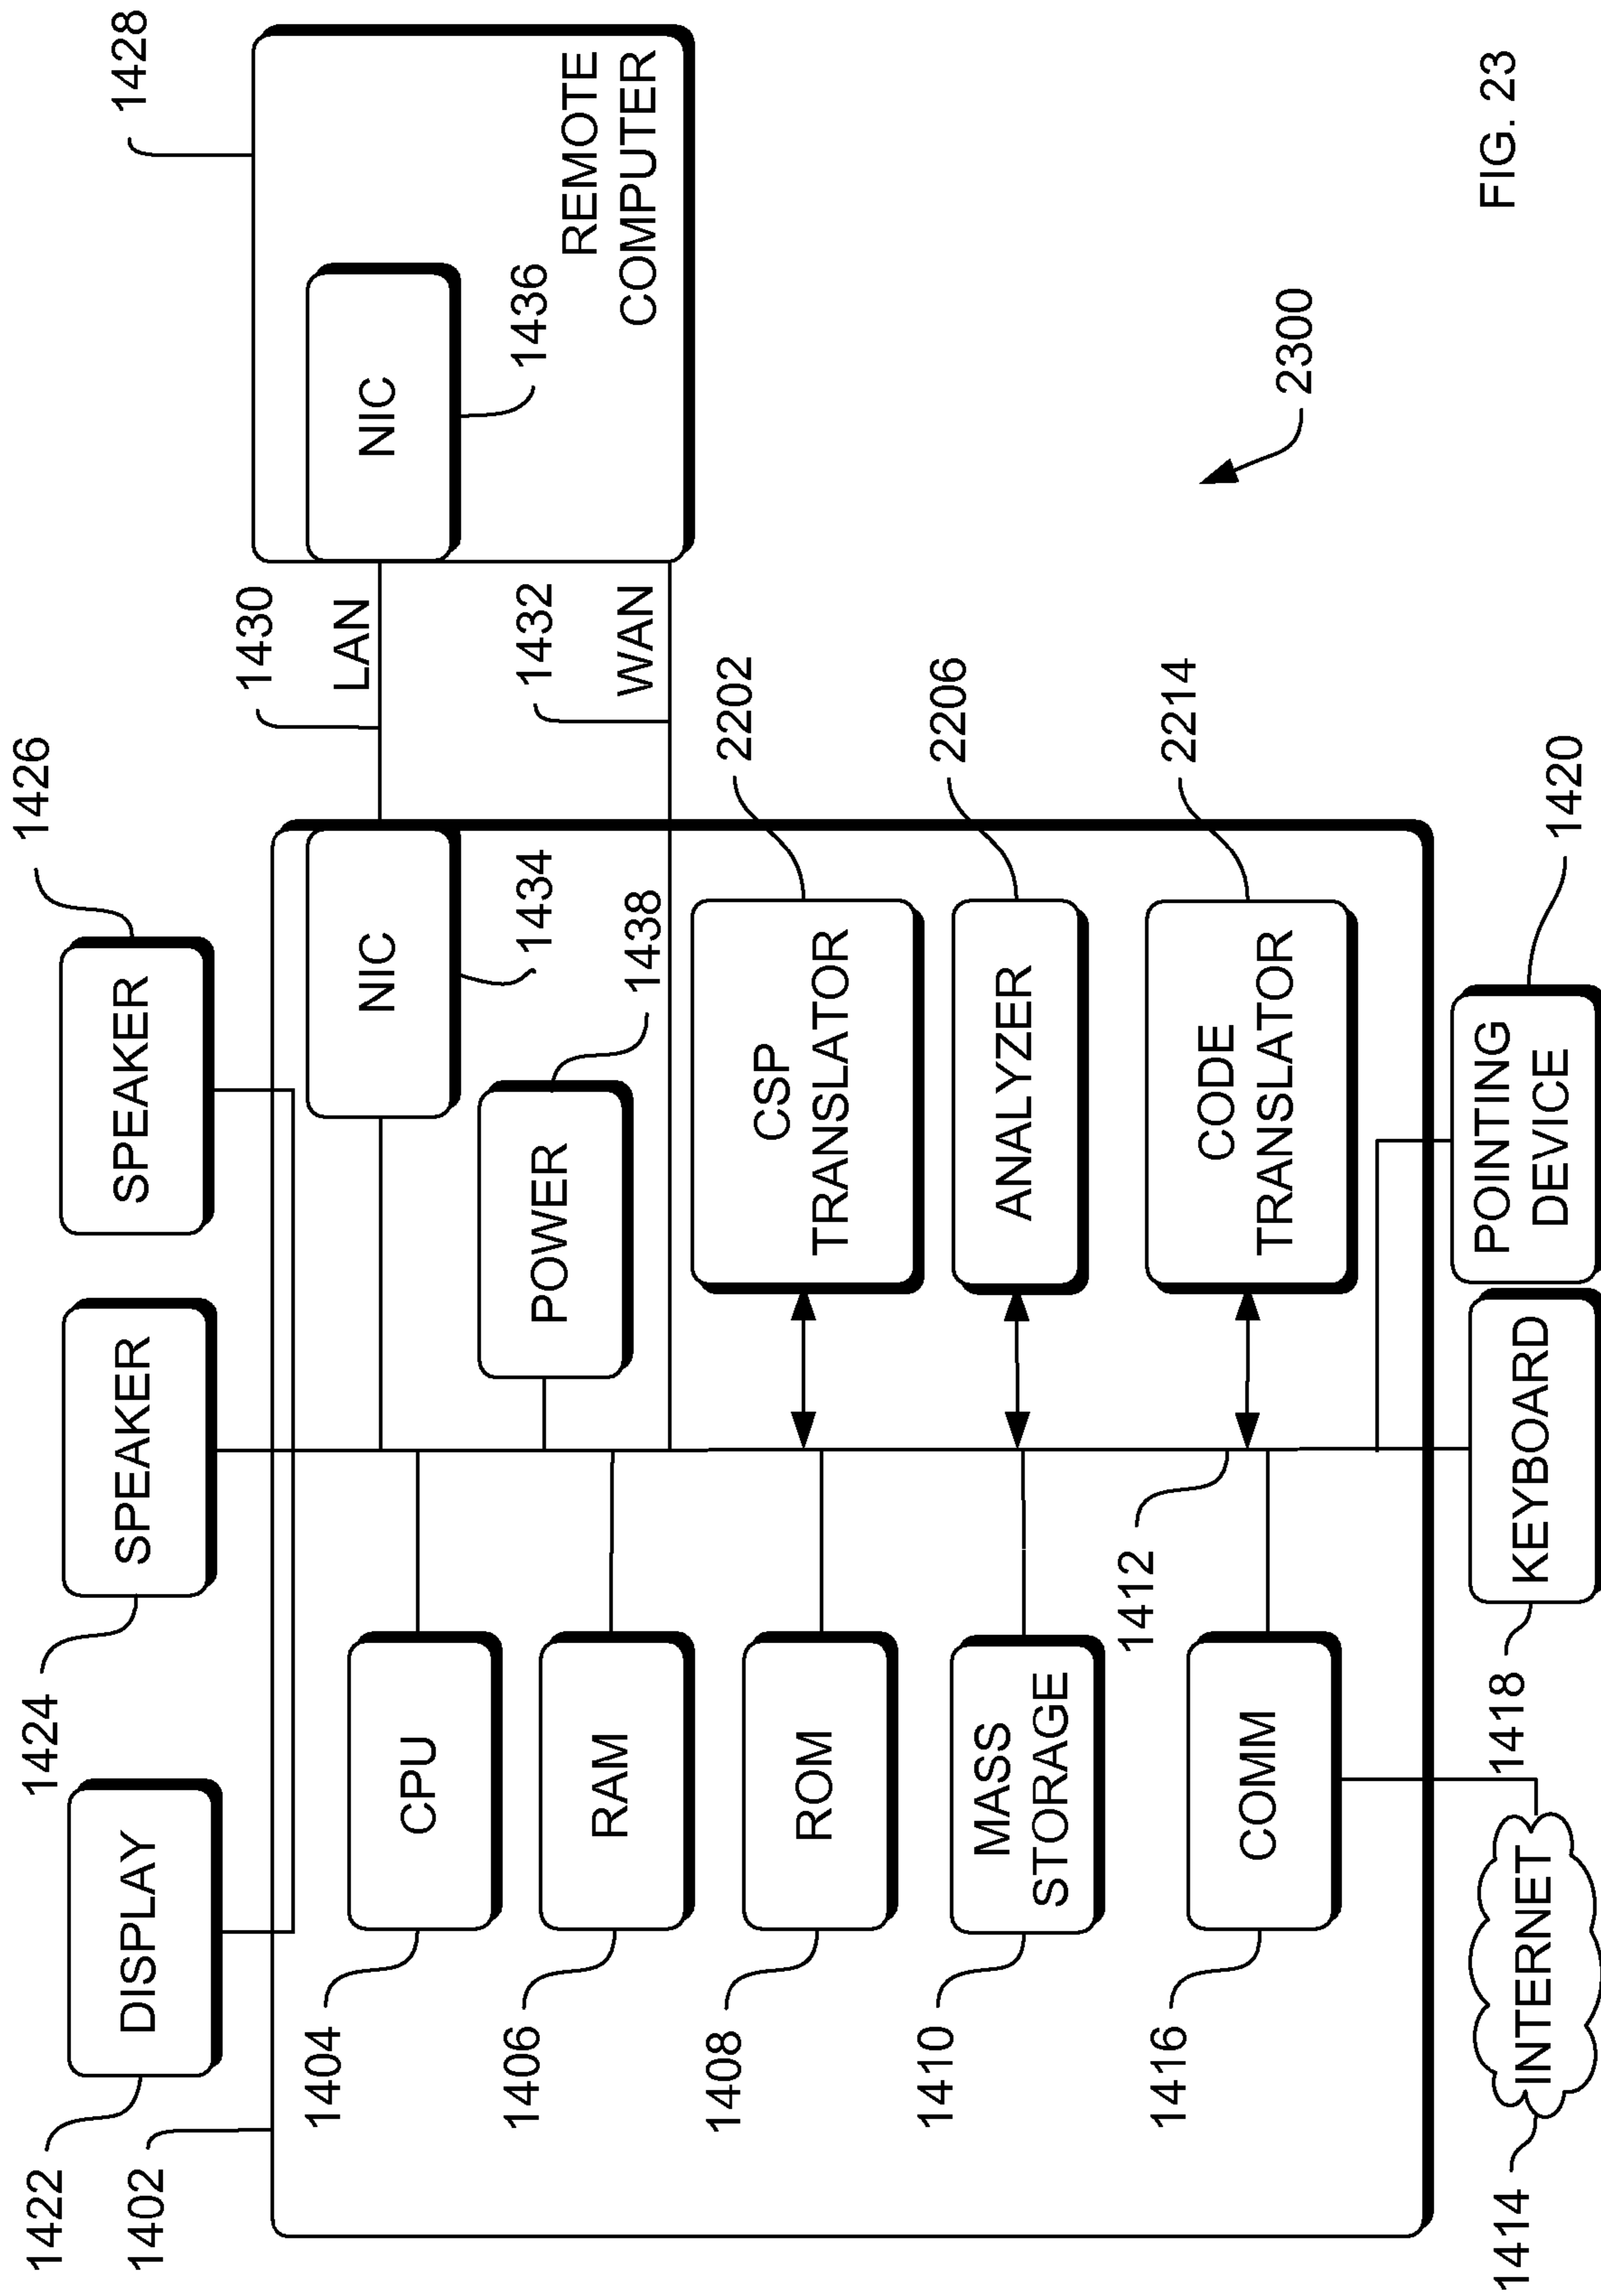 1422
DISPLAY
1424
SPEAKER
SPEAKER
1426
1402
1428
1404
CPU
NIC
1430
LAN
NIC
1434
1436
REMOTE
COMPUTER
1406
RAM
POWER
1438
1432
WAN
1408
ROM
CSP
TRANSLATOR
2202
1410
MASS
STORAGE
ANALYZER
2206
1412
1416
COMM
CODE
TRANSLATOR
2214
2300
1414
INTERNET
1418
KEYBOARD
POINTING
DEVICE
1420
FIG. 23